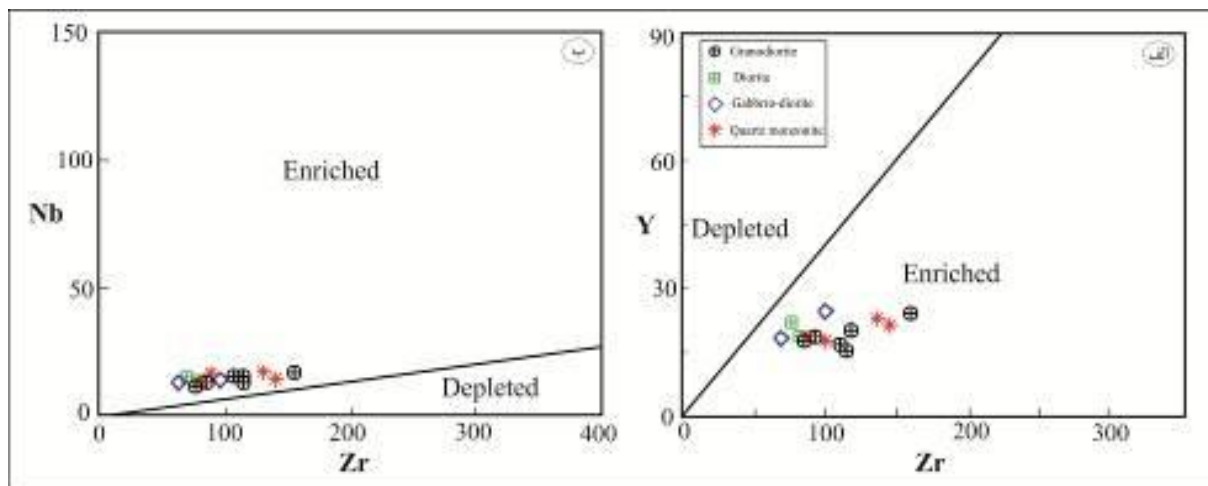 150
100
50
0
Nb
Enriched
Depleted
ب
0
100
200
300
400
Zr
90
60
30
0
Y
Granodiorite
Diorite
Gabbro-diorite
Quartz monzonite
الف
Depleted
Enriched
0
100
200
300
Zr